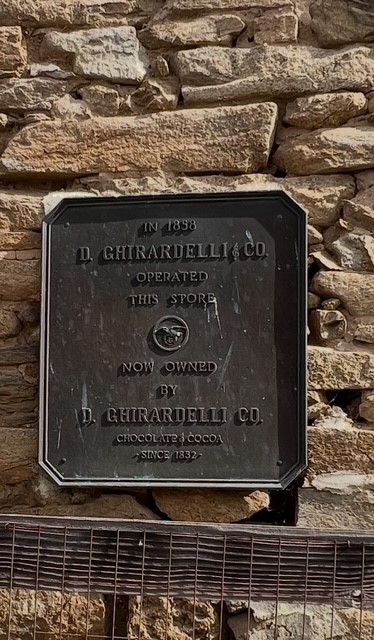 IN 1858
D. GHIRARDELLI & CO.
OPERATED
THIS STORE
NOW OWNED
BY
D. GHIRARDELLI CO.
CHOCOLATE & COCOA
- SINCE 1852 -